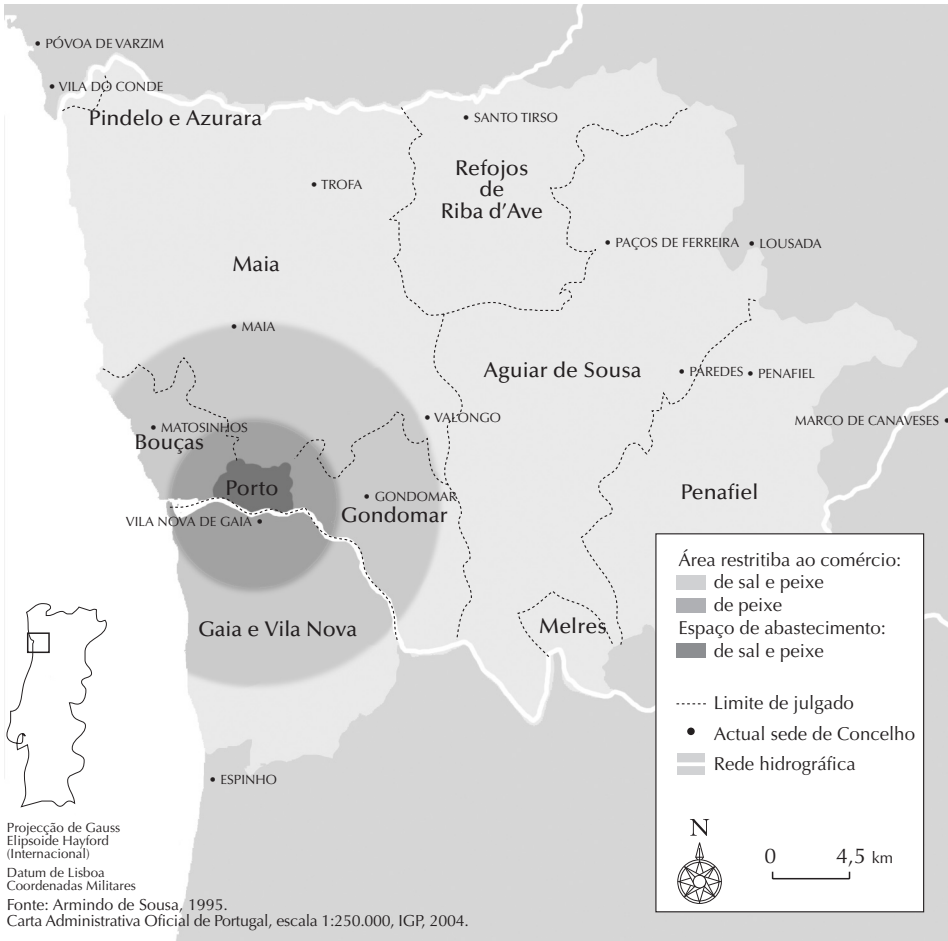 PÓVOA DE VARZIM
VILA DO CONDE
Pindelo e Azurara
SANTO TIRSO
Refojos
de
Riba d’Ave
TROFA
PAÇOS DE FERREIRA
LOUSADA
Maia
MAIA
Aguiar de Sousa
PAREDES
PENAFIEL
VALONGO
MARCO DE CANAVESES
MATOSINHOS
Bouças
Porto
GONDOMAR
Gondomar
Penafiel
VILA NOVA DE GAIA
Gaia e Vila Nova
Melres
ESPINHO
Área restritiba ao comércio:
de sal e peixe
de peixe
Espaço de abastecimento:
de sal e peixe
Limite de julgado
Actual sede de Concelho
Rede hidrográfica
N
0 4,5 km
Projecção de Gauss
Elipsoide Hayford
(Internacional)
Datum de Lisboa
Coordenadas Militares
Fonte: Armindo de Sousa, 1995.
Carta Administrativa Oficial de Portugal, escala 1:250.000, IGP, 2004.